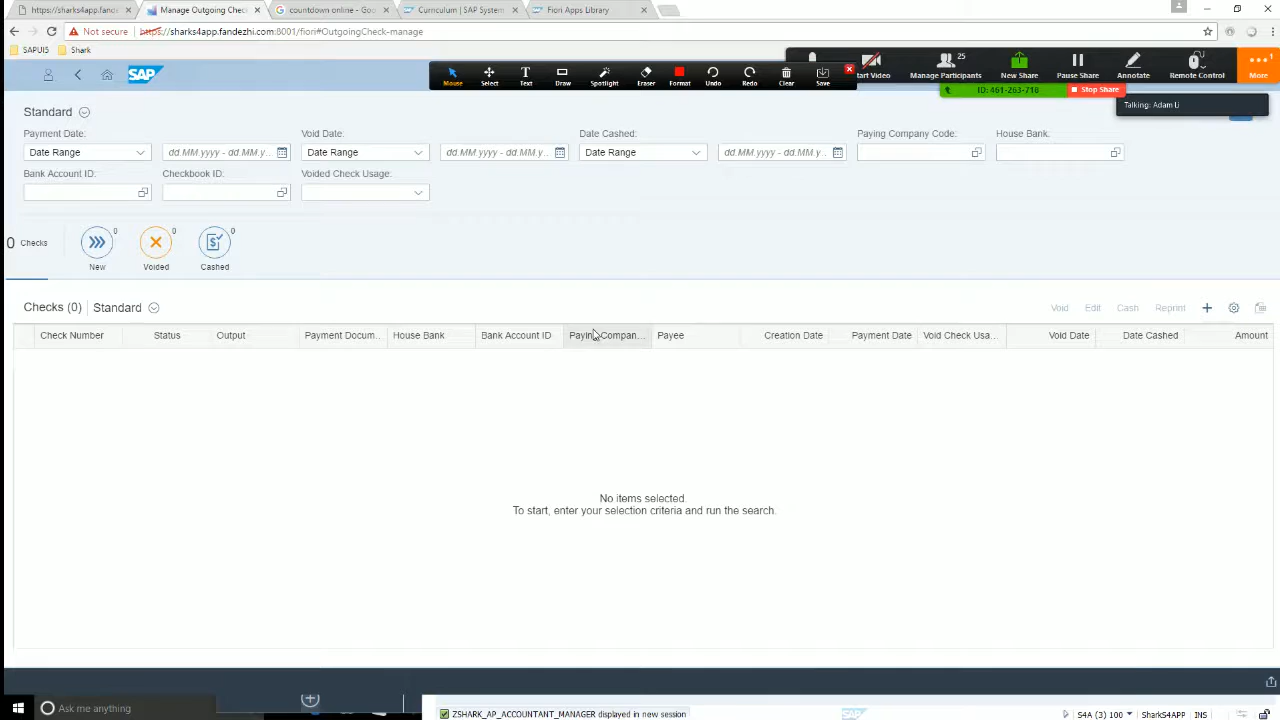 https://sharks4app.fande
Manage Outgoing Chec
countdown online - Goo
Curriculum | SAP System
Fiori Apps Library
Not secure
https://sharks4app.fandezhi.com:8001/fiori#OutgoingCheck-manage
SAPUI5
Shark
SAP
Mouse
Select
Text
Draw
Spotlight
Eraser
Format
Undo
Redo
Clear
Save
art Video
Manage Participants
25
New Share
Pause Share
Annotate
Remote Control
More
1
ID: 461-263-718
Stop Share
Talking: Adam Li
Standard
Payment Date:
Void Date:
Date Cashed:
Paying Company Code:
House Bank:
Date Range
dd.MM.yyyy - dd.MM.y...
Date Range
dd.MM.yyyy - dd.MM.y...
Date Range
dd.MM.yyyy - dd.MM.y...
Bank Account ID:
Checkbook ID:
Voided Check Usage:
0 Checks
0
New
0
Voided
0
Cashed
Checks (0)
Standard
Void
Edit
Cash
Reprint
Check Number
Status
Output
Payment Docum...
House Bank
Bank Account ID
Paying Compan...
Payee
Creation Date
Payment Date
Void Check Usa...
Void Date
Date Cashed
Amount
No items selected.
To start, enter your selection criteria and run the search.
Ask me anything
ZSHARK_AP_ACCOUNTANT_MANAGER displayed in new session
SAP
S4A (3) 100
SharkS4APP
INS